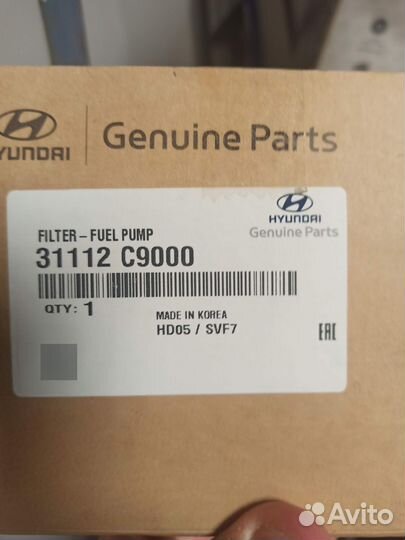 HYUNDAI
Genuine Parts
HYUNDAI
Genuine Parts
FILTER-FUEL PUMP
31112 C9000
QTY: 1
MADE IN KOREA
HD05 / SVF7
EAC
Avito